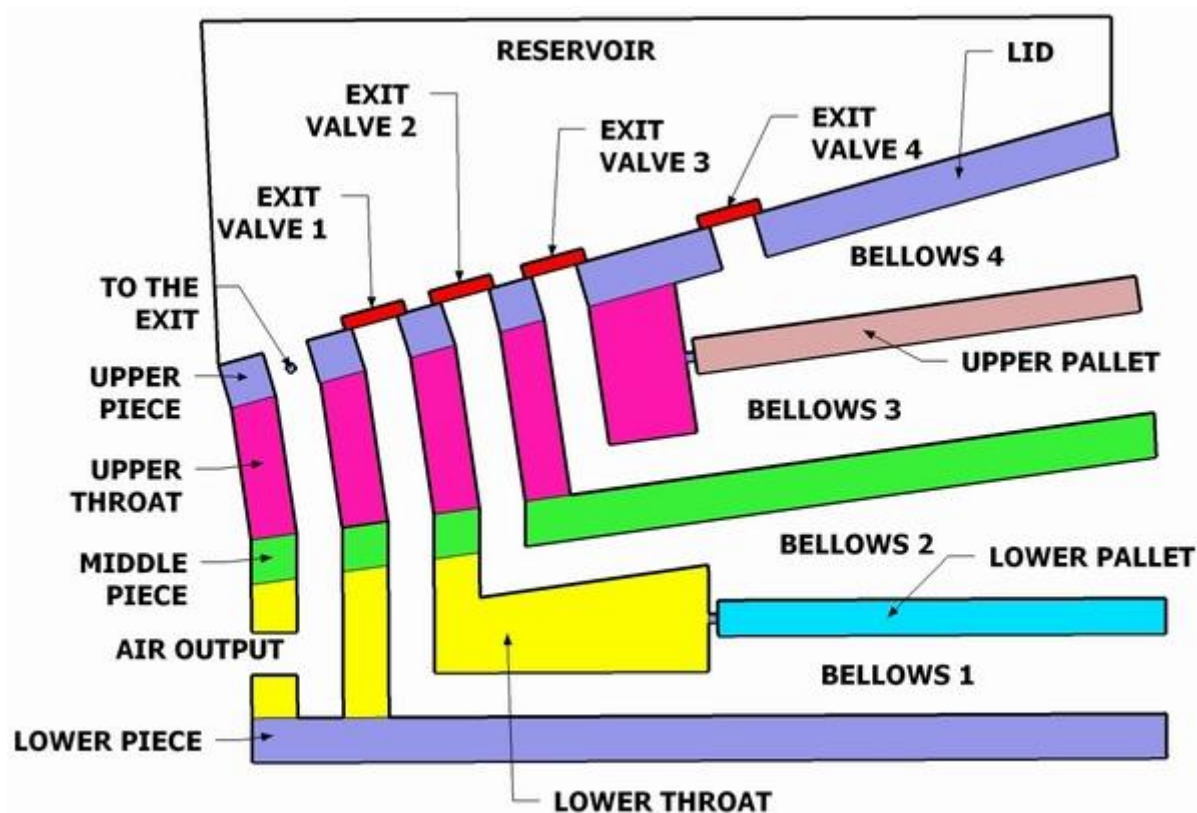 RESERVOIR
LID
EXIT
VALVE 2
EXIT
VALVE 3
EXIT
VALVE 4
EXIT
VALVE 1
BELLOWS 4
TO THE
EXIT
UPPER PALLET
UPPER
PIECE
BELLOWS 3
UPPER
THROAT
BELLOWS 2
LOWER PALLET
MIDDLE
PIECE
AIR OUTPUT
BELLOWS 1
LOWER PIECE
LOWER THROAT